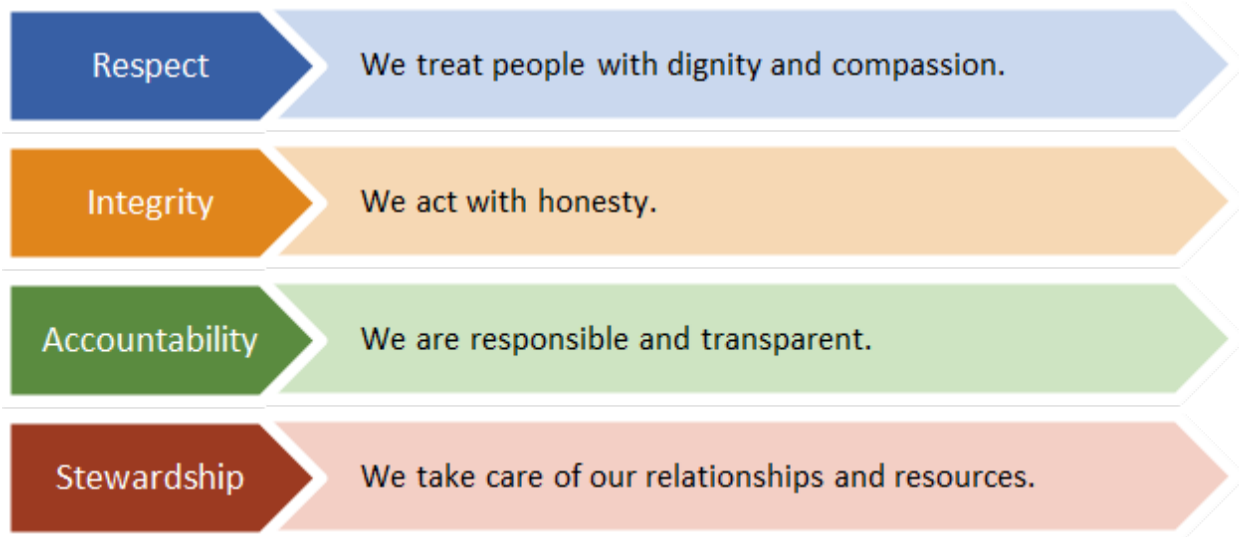 Respect
We treat people with dignity and compassion.
Integrity
We act with honesty.
Accountability
We are responsible and transparent.
Stewardship
We take care of our relationships and resources.